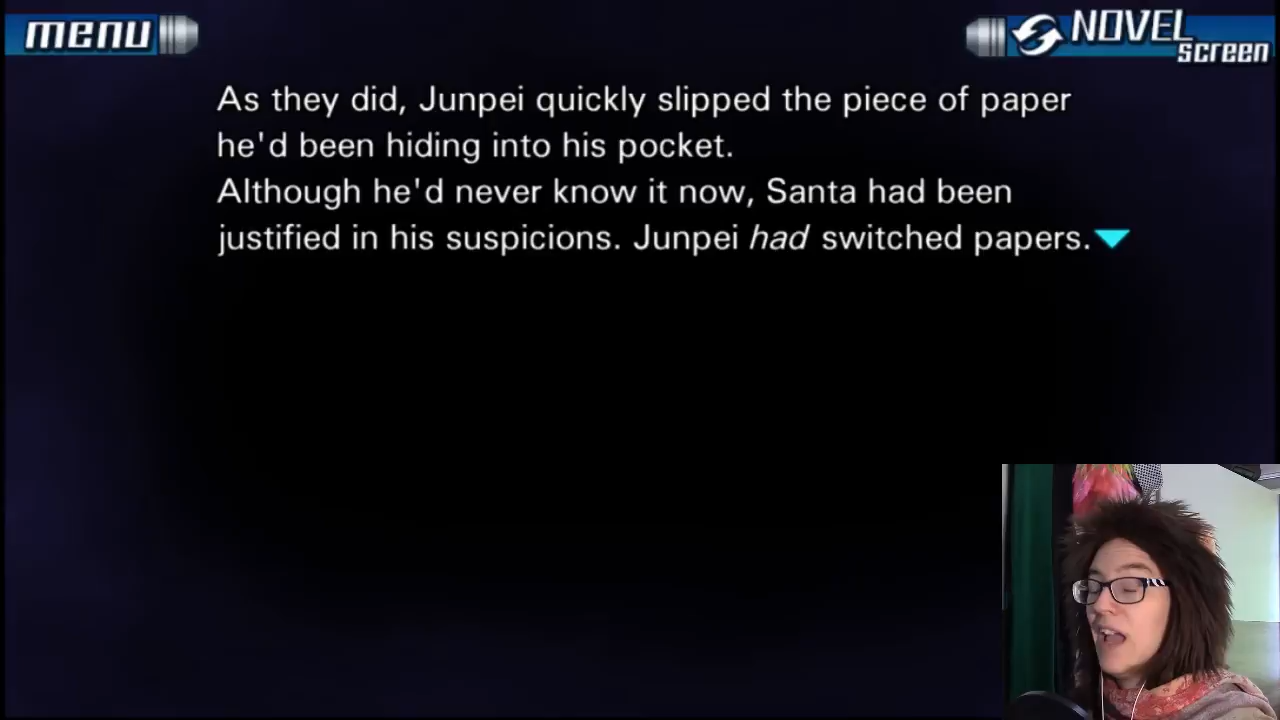 menu
NOVEL
screen
As they did, Junpei quickly slipped the piece of paper
he'd been hiding into his pocket.
Although he'd never know it now, Santa had been
justified in his suspicions. Junpei had switched papers.